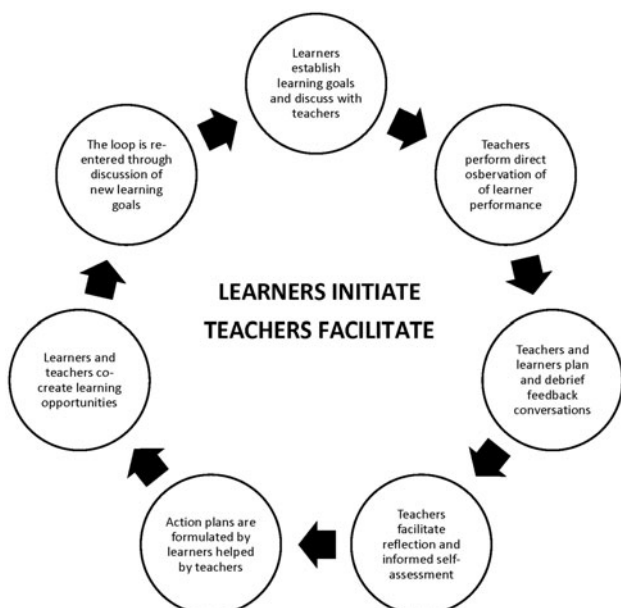 Learners
establish
learning goals
and discuss with
teachers
Teachers
perform direct
osbervation of
of learner
performance
Teachers and
learners plan
and debrief
feedback
conversations
Teachers
facilitate
reflection and
informed self-
assessment
Action plans are
formulated by
learners helped
by teachers
Learners and
teachers co-
create learning
opportunities
The loop is re-
entered through
discussion of
new learning
goals
LEARNERS INITIATE
TEACHERS FACILITATE